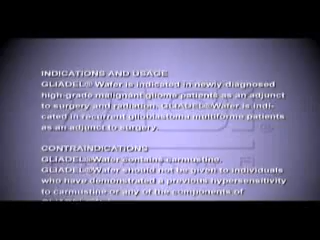 INDICATIONS AND USAGE
GLIADEL® Wafer is indicated in newly diagnosed
high-grade malignant glioma patients as an adjunct
to surgery and radiation. GLIADEL®Wafer is indi-
cated in recurrent glioblastoma multiforme patients
as an adjunct to surgery.
CONTRAINDICATIONS
GLIADEL®Wafer contains carmustine.
GLIADEL®Wafer should not be given to individuals
who have demonstrated a previous hypersensitivity
to carmustine or any of the components of